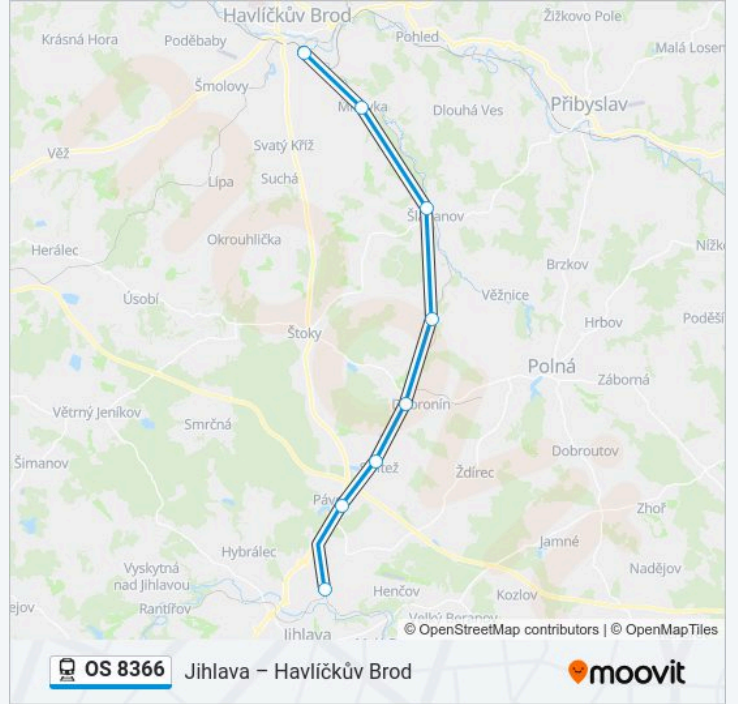 Havlíčkův Brod
Žižkovo Pole
Krásná Hora
Poděbaby
Pohled
Malá Losen
Šmolovy
Přibyslav
Dlouhá Ves
Svatý Kříž
Věž
Lípa
Suchá
Okrouhlička
Herálec
Nížk
Brzkov
Úsobí
Věžnice
Štoky
Hrbov
Poděší
Polná
Záborná
Větrný Jeníkov
Smrčná
Dobroutov
Šimanov
Ždírec
Zhoř
Jamné
Hybrálec
Vyskytná
nad Jihlavou
Nadějov
Henčov
Kozlov
ejov
Rantířov
Jihlava
© OpenStreetMap contributors | © OpenMapTiles
OS 8366 Jihlava – Havlíčkův Brod moovit